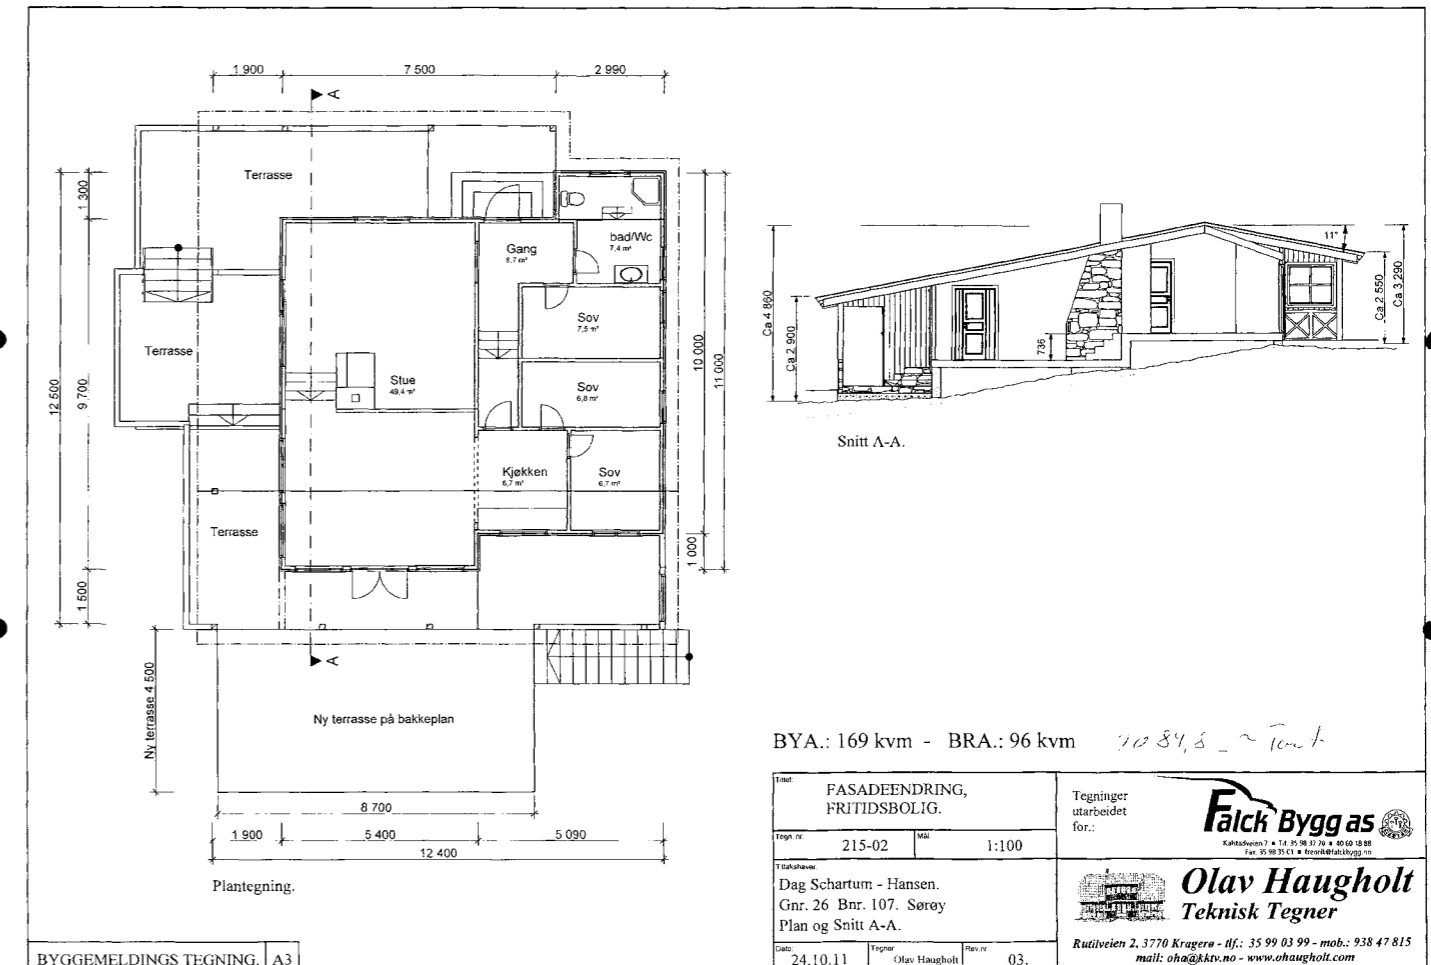 1 900
7 500
2 990
A
Terrasse
1 300
12 500
9 700
1 500
Gang
8,7 m²
bad/Wc
7,4 m²
Sov
7,5 m²
Terrasse
Stue
49,4 m²
Sov
6,8 m²
10 000
11 000
Kjøkken
6,7 m²
Sov
6,7 m²
Terrasse
1 000
A
Ny terrasse 4 500
Ny terrasse på bakkeplan
8 700
1 900
5 400
5 090
12 400
Plantegning.
BYGGEMELDINGS TEGNING. A3
11°
Ca 4 860
Ca 2 900
736
Ca 2 550
Ca 3 290
Snitt A-A.
BYA.: 169 kvm - BRA.: 96 kvm
Tittel:
FASADEENDRING,
FRITIDSBOLIG.
Tegn. nr.
215-02
Mål
1:100
Tiltakshaver.
Dag Schartum - Hansen.
Gnr. 26 Bnr. 107. Sørøy
Plan og Snitt A-A.
Dato:
24.10.11
Tegner
Olav Haugholt
Rev.nr
03.
Tegninger
utarbeidet
for.:
Falck Bygg as
Olav Haugholt
Teknisk Tegner
Rutilveien 2, 3770 Kragerø - tlf.: 35 99 03 99 - mob.: 938 47 815
mail: oha@kktv.no - www.ohaugholt.com